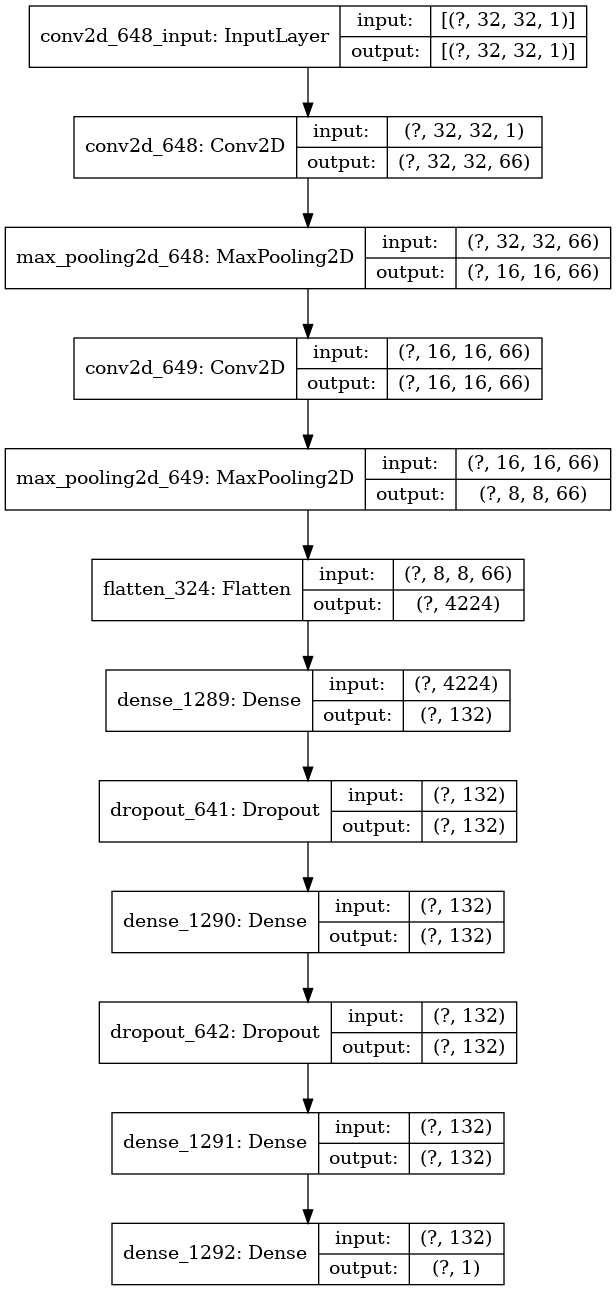 conv2d_648_input: InputLayer
input: [(?, 32, 32, 1)]
output: [(?, 32, 32, 1)]
conv2d_648: Conv2D
input: (?, 32, 32, 1)
output: (?, 32, 32, 66)
max_pooling2d_648: MaxPooling2D
input: (?, 32, 32, 66)
output: (?, 16, 16, 66)
conv2d_649: Conv2D
input: (?, 16, 16, 66)
output: (?, 16, 16, 66)
max_pooling2d_649: MaxPooling2D
input: (?, 16, 16, 66)
output: (?, 8, 8, 66)
flatten_324: Flatten
input: (?, 8, 8, 66)
output: (?, 4224)
dense_1289: Dense
input: (?, 4224)
output: (?, 132)
dropout_641: Dropout
input: (?, 132)
output: (?, 132)
dense_1290: Dense
input: (?, 132)
output: (?, 132)
dropout_642: Dropout
input: (?, 132)
output: (?, 132)
dense_1291: Dense
input: (?, 132)
output: (?, 132)
dense_1292: Dense
input: (?, 132)
output: (?, 1)